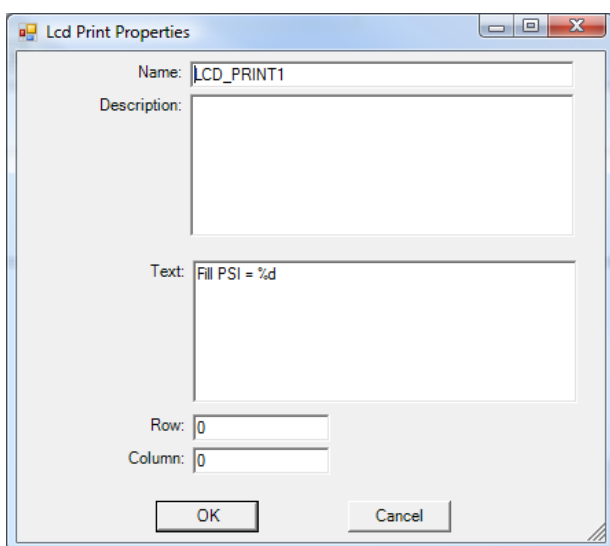 Lcd Print Properties
Name: LCD_PRINT1
Description:
Text: Fill PSI = %d
Row: 0
Column: 0
OK Cancel